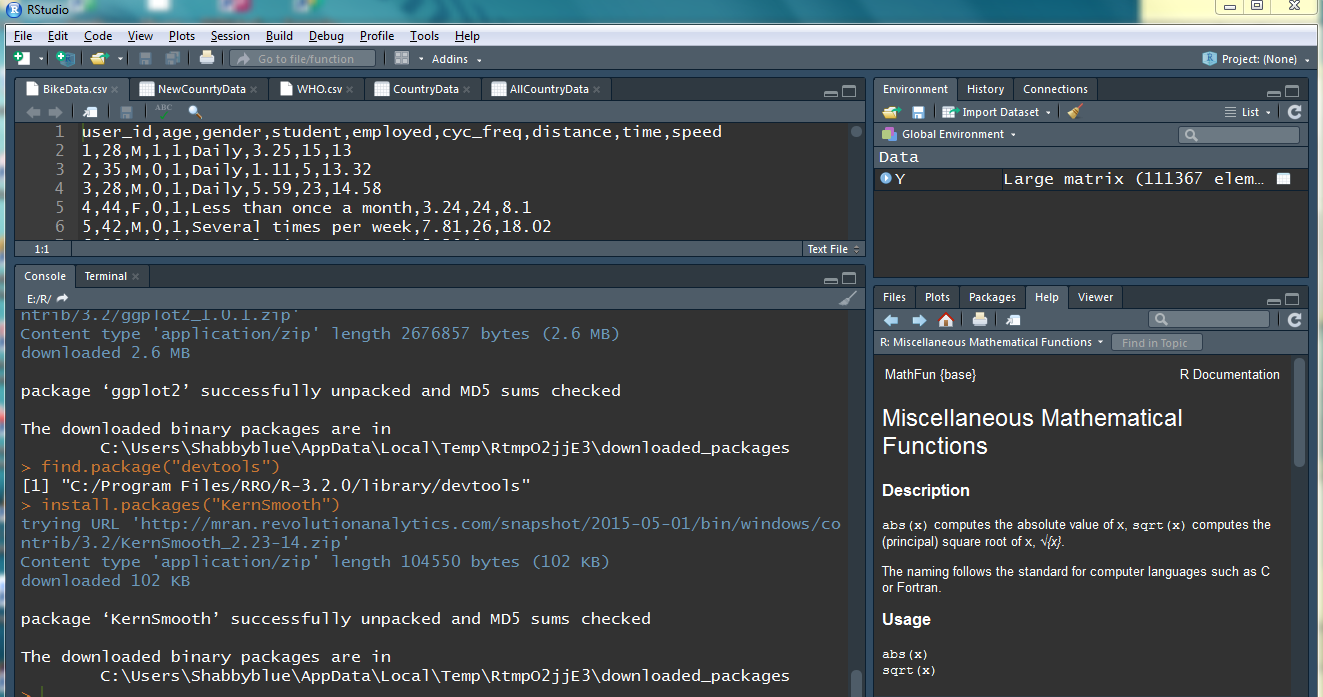 RStudio
File Edit Code View Plots Session Build Debug Profile Tools Help
Go to file/function Addins Project: (None)
BikeData.csv NewCounrtyData WHO.csv CountryData AllCountryData
ABC
1 user_id,age,gender,student,employed,cyc_freq,distance,time,speed
2 1,28,M,1,1,Daily,3.25,15,13
3 2,35,M,0,1,Daily,1.11,5,13.32
4 3,28,M,0,1,Daily,5.59,23,14.58
5 4,44,F,0,1,Less than once a month,3.24,24,8.1
6 5,42,M,0,1,Several times per week,7.81,26,18.02
1:1 Text File
Console Terminal
E:/R/
ntrib/3.2/ggplot2_1.0.1.zip'
Content type 'application/zip' length 2676857 bytes (2.6 MB)
downloaded 2.6 MB
package ‘ggplot2’ successfully unpacked and MD5 sums checked
The downloaded binary packages are in
C:\Users\Shabbyblue\AppData\Local\Temp\RtmpO2jjE3\downloaded_packages
> find.package("devtools")
[1] "C:/Program Files/RRO/R-3.2.0/library/devtools"
> install.packages("KernSmooth")
trying URL 'http://mran.revolutionanalytics.com/snapshot/2015-05-01/bin/windows/co
ntrib/3.2/KernSmooth_2.23-14.zip'
Content type 'application/zip' length 104550 bytes (102 KB)
downloaded 102 KB
package ‘KernSmooth’ successfully unpacked and MD5 sums checked
The downloaded binary packages are in
C:\Users\Shabbyblue\AppData\Local\Temp\RtmpO2jjE3\downloaded_packages
>
Environment History Connections
Import Dataset List
Global Environment
Data
Y Large matrix (111367 elem…
Files Plots Packages Help Viewer
R: Miscellaneous Mathematical Functions Find in Topic
MathFun {base} R Documentation
Miscellaneous Mathematical
Functions
Description
abs(x) computes the absolute value of x, sqrt(x) computes the
(principal) square root of x, √{x}.
The naming follows the standard for computer languages such as C
or Fortran.
Usage
abs(x)
sqrt(x)